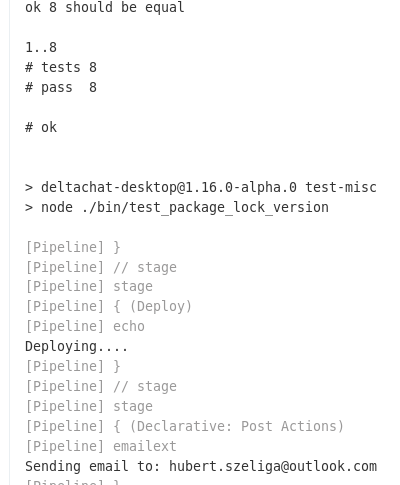 ok 8 should be equal
1..8
# tests 8
# pass  8
# ok
> deltachat-desktop@1.16.0-alpha.0 test-misc
> node ./bin/test_package_lock_version
[Pipeline] }
[Pipeline] // stage
[Pipeline] stage
[Pipeline] { (Deploy)
[Pipeline] echo
Deploying....
[Pipeline] }
[Pipeline] // stage
[Pipeline] stage
[Pipeline] { (Declarative: Post Actions)
[Pipeline] emailext
Sending email to: hubert.szeliga@outlook.com
[Pipeline] }